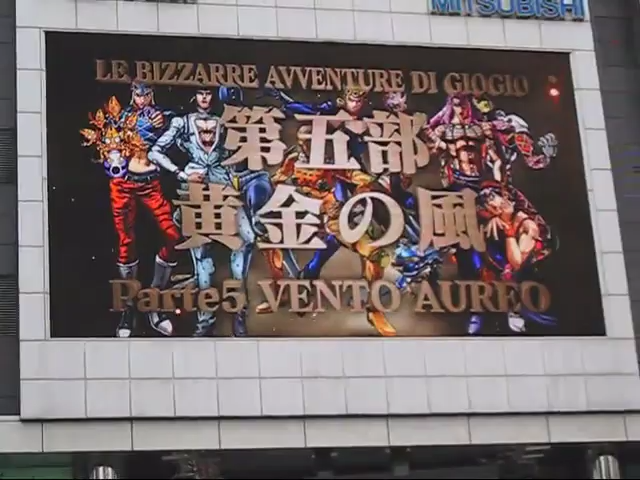 MITSUBISHI
LE BIZZARRE AVVENTURE DI GIOGIO
第五部
黄金の風
Parte5 VENTO AUREO